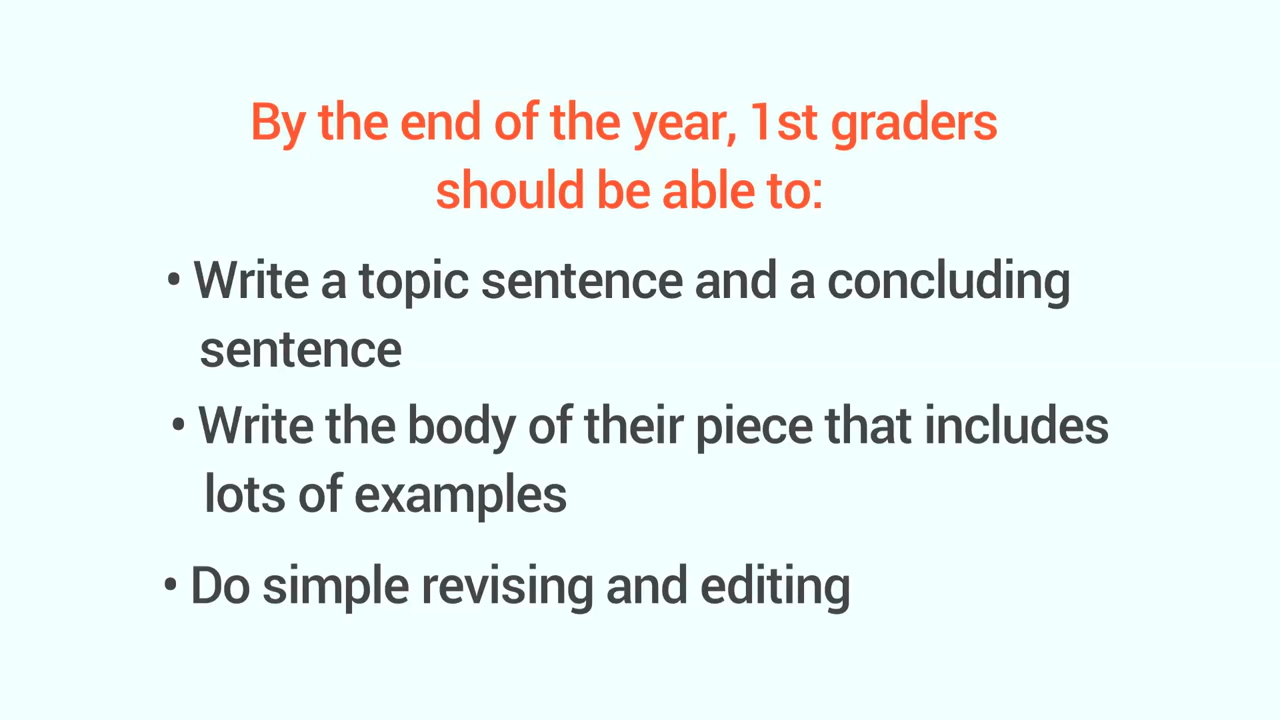 By the end of the year, 1st graders
should be able to:
• Write a topic sentence and a concluding
sentence
• Write the body of their piece that includes
lots of examples
• Do simple revising and editing